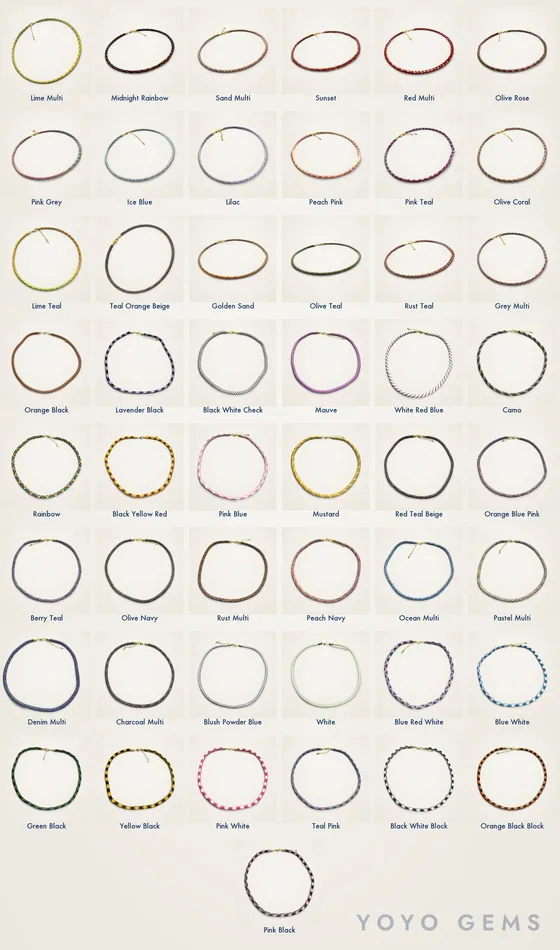 Lime Multi
Midnight Rainbow
Sand Multi
Sunset
Red Multi
Olive Rose
Pink Grey
Ice Blue
Lilac
Peach Pink
Pink Teal
Olive Coral
Lime Teal
Teal Orange Beige
Golden Sand
Olive Teal
Rust Teal
Grey Multi
Orange Black
Lavender Black
Black White Check
Mauve
White Red Blue
Camo
Rainbow
Black Yellow Red
Pink Blue
Mustard
Red Teal Beige
Orange Blue Pink
Berry Teal
Olive Navy
Rust Multi
Peach Navy
Ocean Multi
Pastel Multi
Denim Multi
Charcoal Multi
Blush Powder Blue
White
Blue Red White
Blue White
Green Black
Yellow Black
Pink White
Teal Pink
Black White Block
Orange Black Block
Pink Black
YOYO GEMS